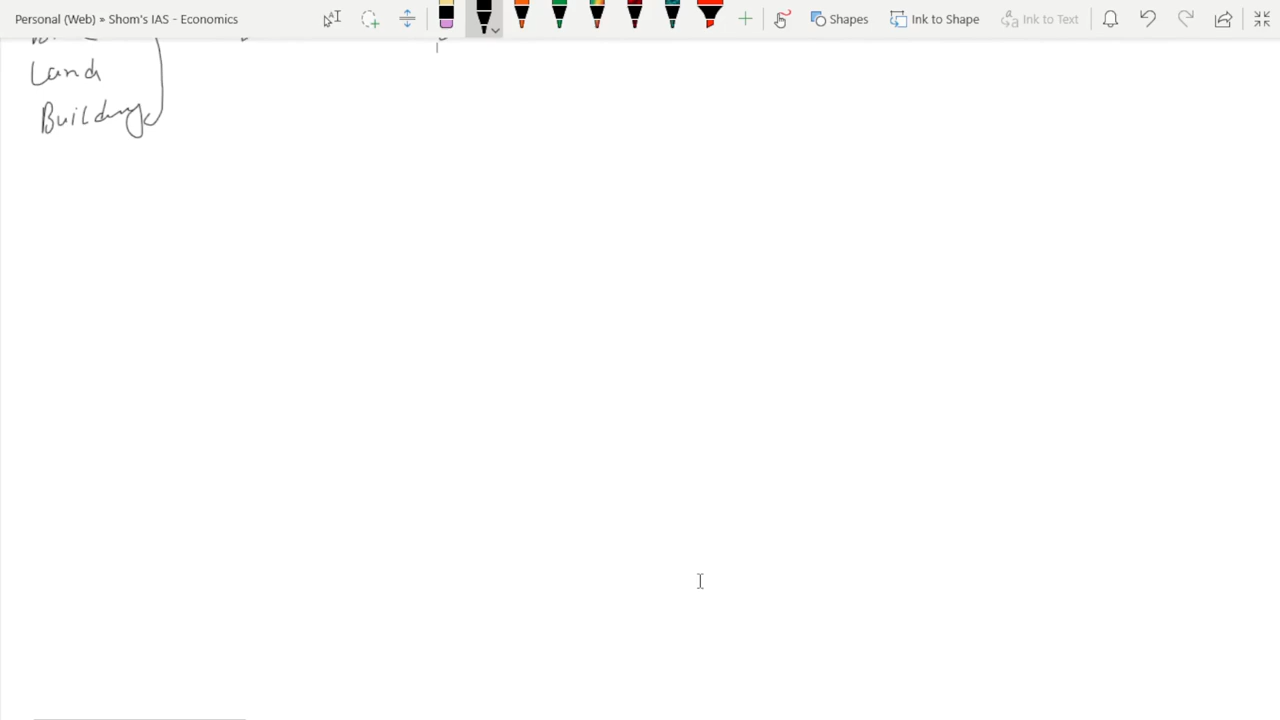 Personal (Web) » Shom's IAS - Economics
Shapes
Ink to Shape
Ink to Text
Land
Building